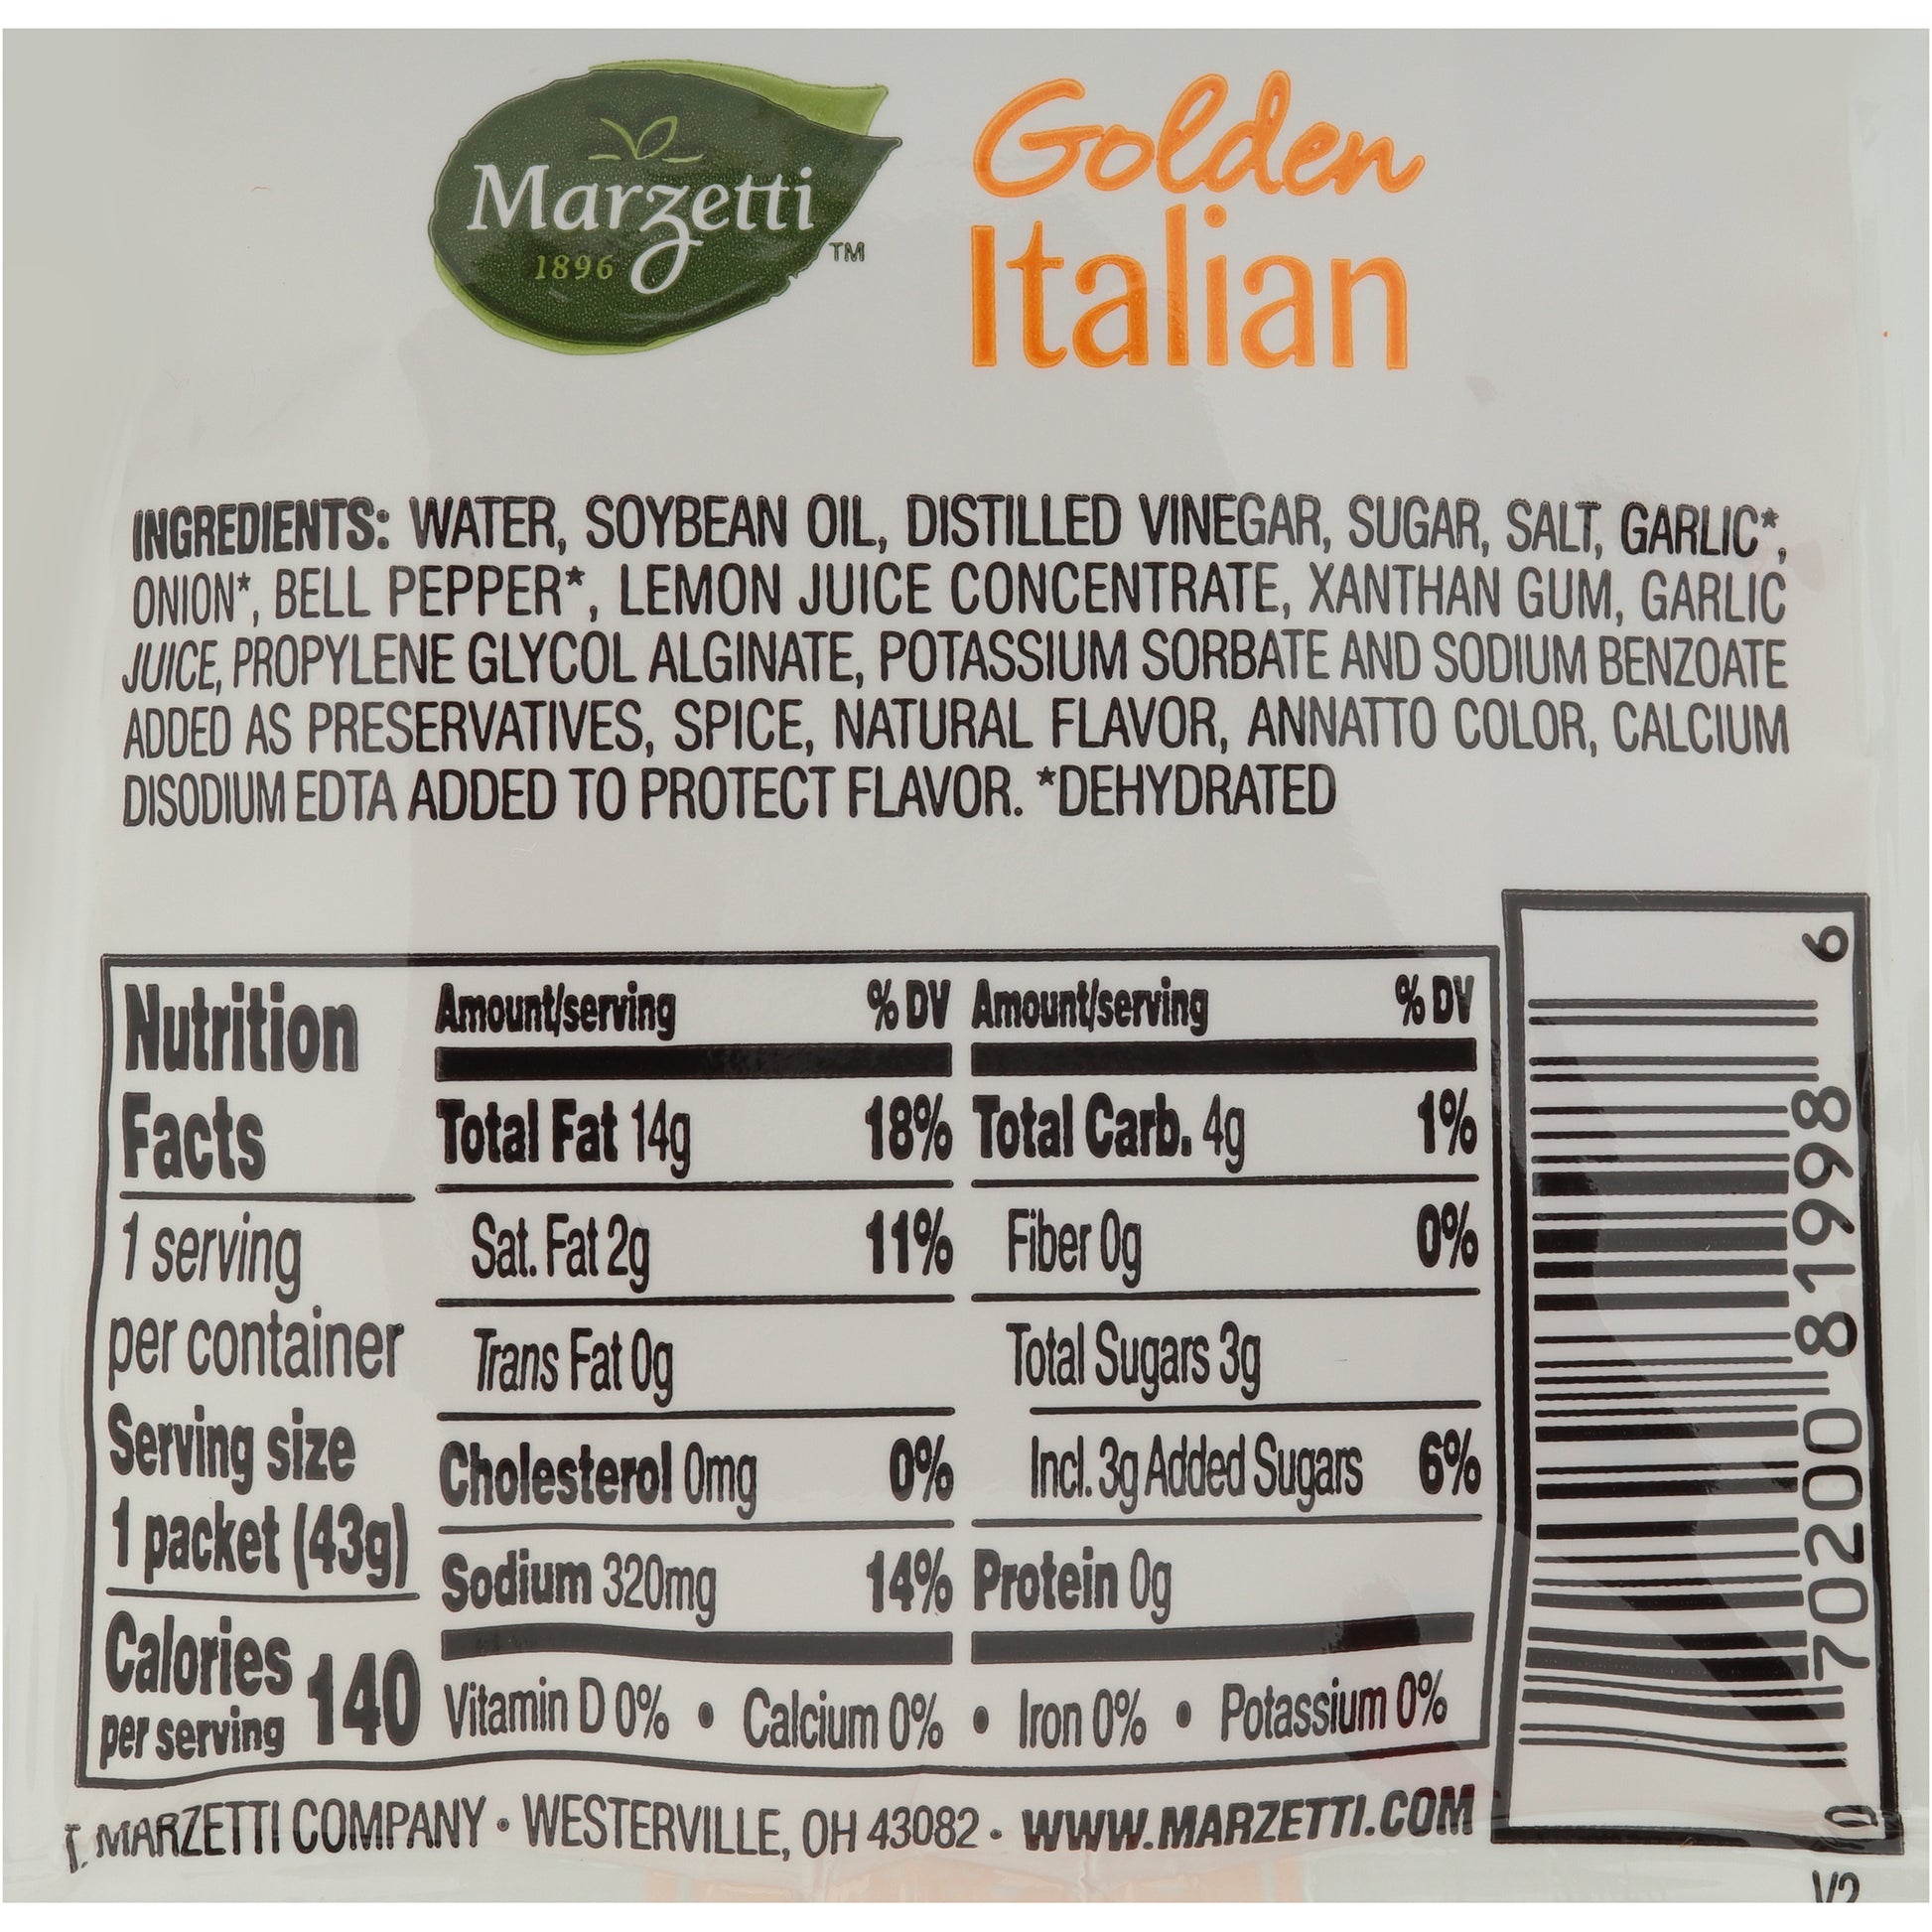 Marzetti
1896
TM
Golden
Italian
INGREDIENTS: WATER, SOYBEAN OIL, DISTILLED VINEGAR, SUGAR, SALT, GARLIC*,
ONION*, BELL PEPPER*, LEMON JUICE CONCENTRATE, XANTHAN GUM, GARLIC
JUICE, PROPYLENE GLYCOL ALGINATE, POTASSIUM SORBATE AND SODIUM BENZOATE
ADDED AS PRESERVATIVES, SPICE, NATURAL FLAVOR, ANNATTO COLOR, CALCIUM
DISODIUM EDTA ADDED TO PROTECT FLAVOR. *DEHYDRATED
Nutrition
Facts
1 serving
per container
Serving size
1 packet (43g)
Calories
per serving 140
Amount/serving % DV
Total Fat 14g 18%
Sat. Fat 2g 11%
Trans Fat 0g
Cholesterol 0mg 0%
Sodium 320mg 14%
Amount/serving % DV
Total Carb. 4g 1%
Fiber 0g 0%
Total Sugars 3g
Incl. 3g Added Sugars 6%
Protein 0g
Vitamin D 0% • Calcium 0% • Iron 0% • Potassium 0%
0 70200 81998 6
T. MARZETTI COMPANY • WESTERVILLE, OH 43082 • WWW.MARZETTI.COM
V2